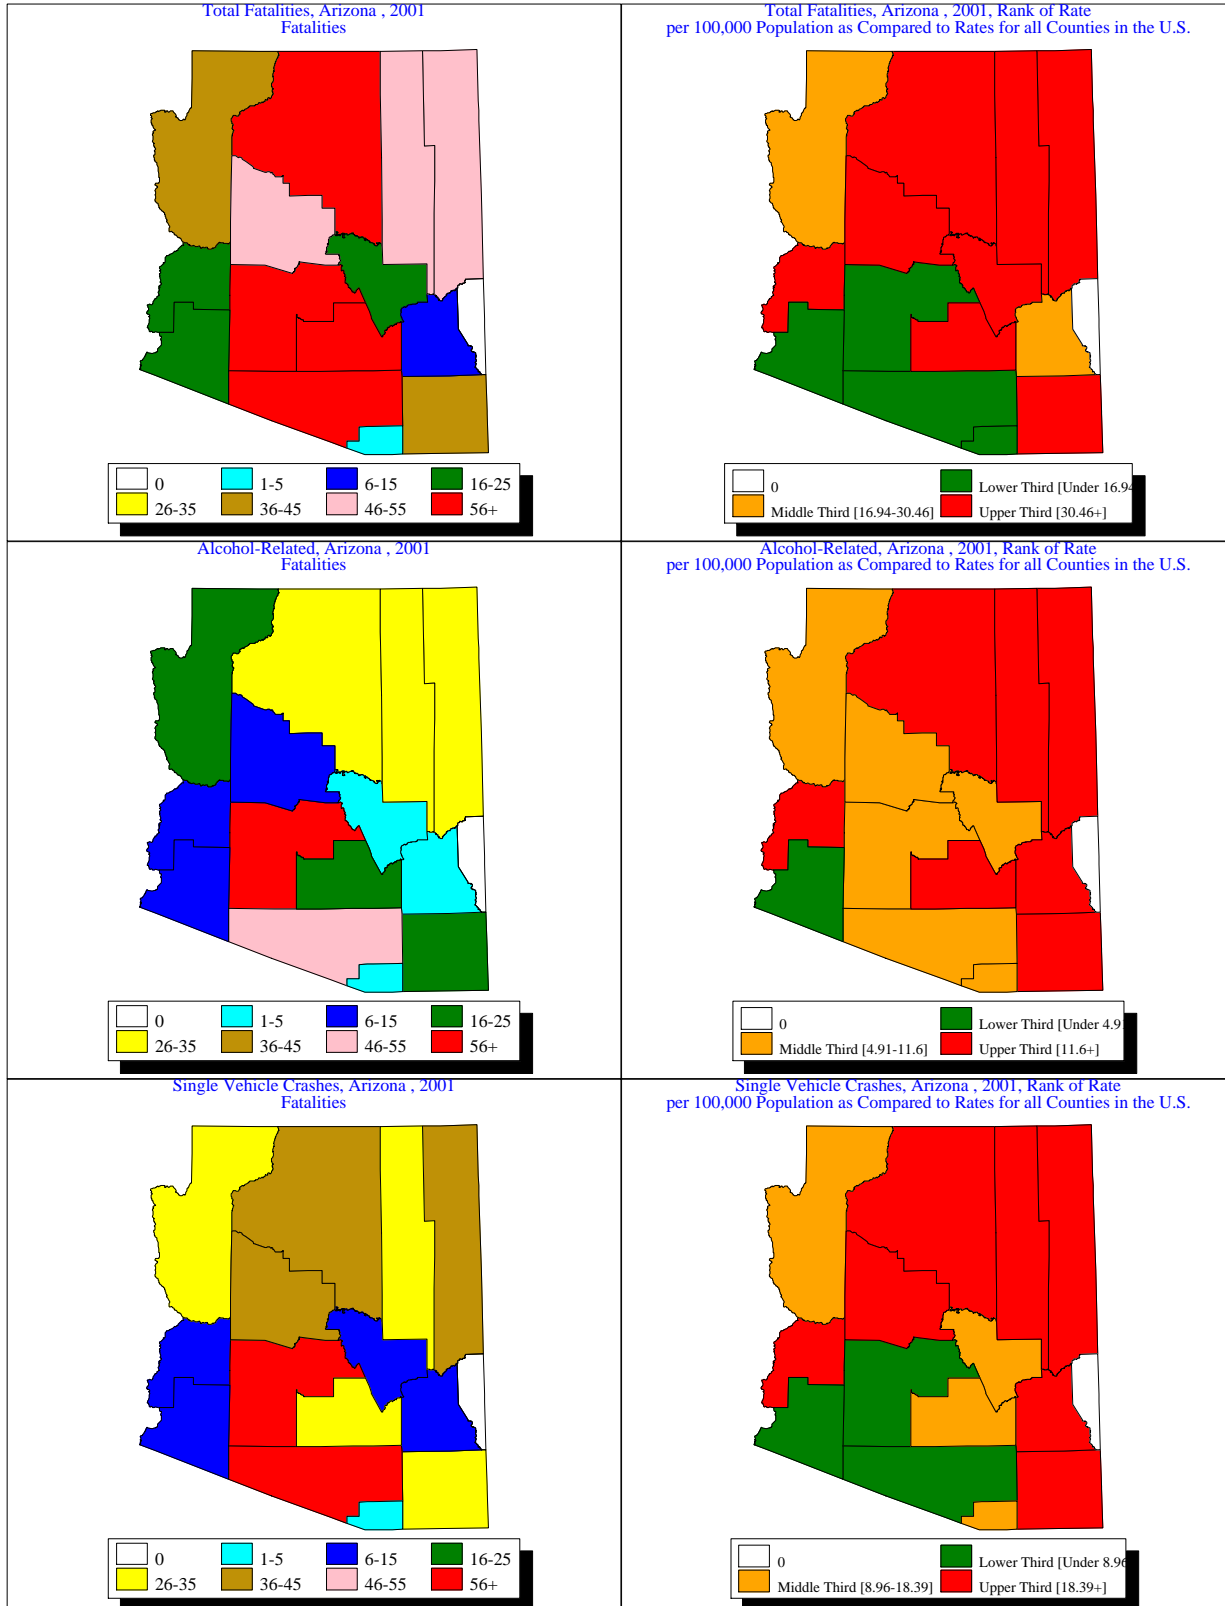 Total Fatalities, Arizona , 2001
Fatalities
0
1-5
6-15
16-25
26-35
36-45
46-55
56+
Total Fatalities, Arizona , 2001, Rank of Rate
per 100,000 Population as Compared to Rates for all Counties in the U.S.
0
Lower Third [Under 16.94
Middle Third [16.94-30.46]
Upper Third [30.46+]
Alcohol-Related, Arizona , 2001
Fatalities
0
1-5
6-15
16-25
26-35
36-45
46-55
56+
Alcohol-Related, Arizona , 2001, Rank of Rate
per 100,000 Population as Compared to Rates for all Counties in the U.S.
0
Lower Third [Under 4.91
Middle Third [4.91-11.6]
Upper Third [11.6+]
Single Vehicle Crashes, Arizona , 2001
Fatalities
0
1-5
6-15
16-25
26-35
36-45
46-55
56+
Single Vehicle Crashes, Arizona , 2001, Rank of Rate
per 100,000 Population as Compared to Rates for all Counties in the U.S.
0
Lower Third [Under 8.96
Middle Third [8.96-18.39]
Upper Third [18.39+]